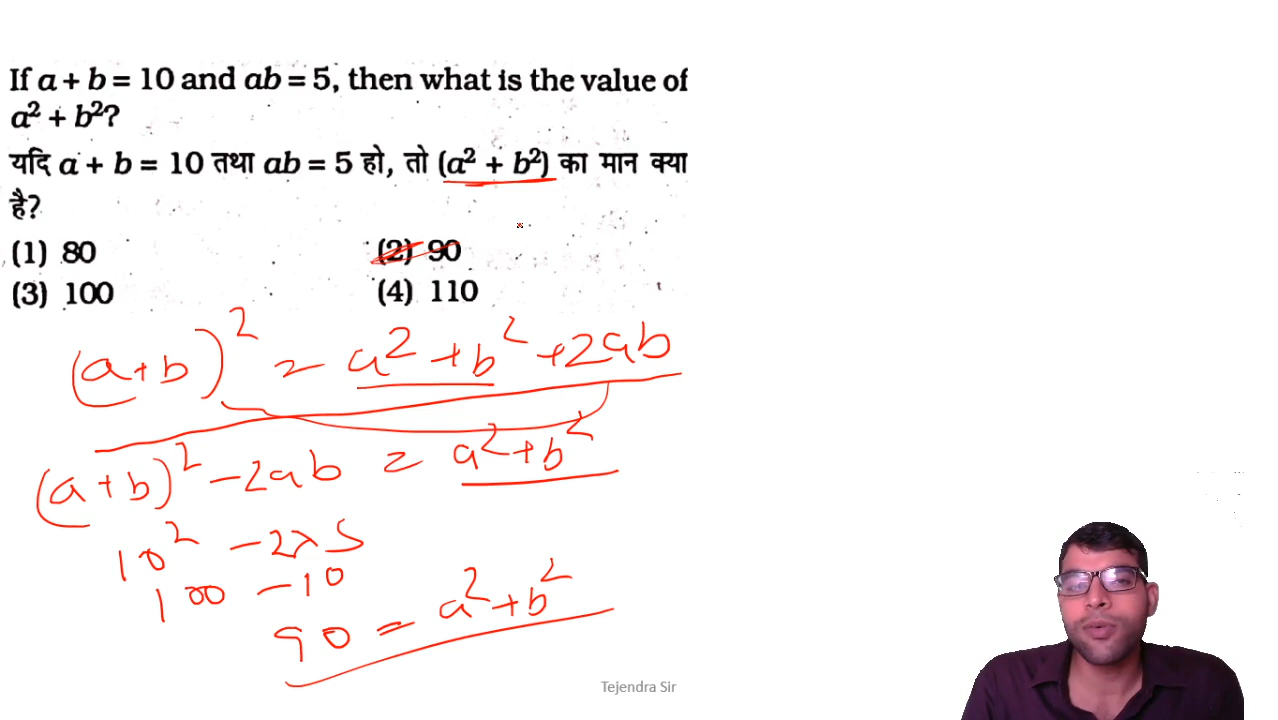 If a + b = 10 and ab = 5, then what is the value of
a² + b²?
यदि a + b = 10 तथा ab = 5 हो, तो (a² + b²) का मान क्या
है?
(1) 80 (2) 90
(3) 100 (4) 110
(a+b)² = a² + b² + 2ab
(a+b)² - 2ab = a² + b²
10² - 2×5
100 - 10
90 = a² + b²
Tejendra Sir